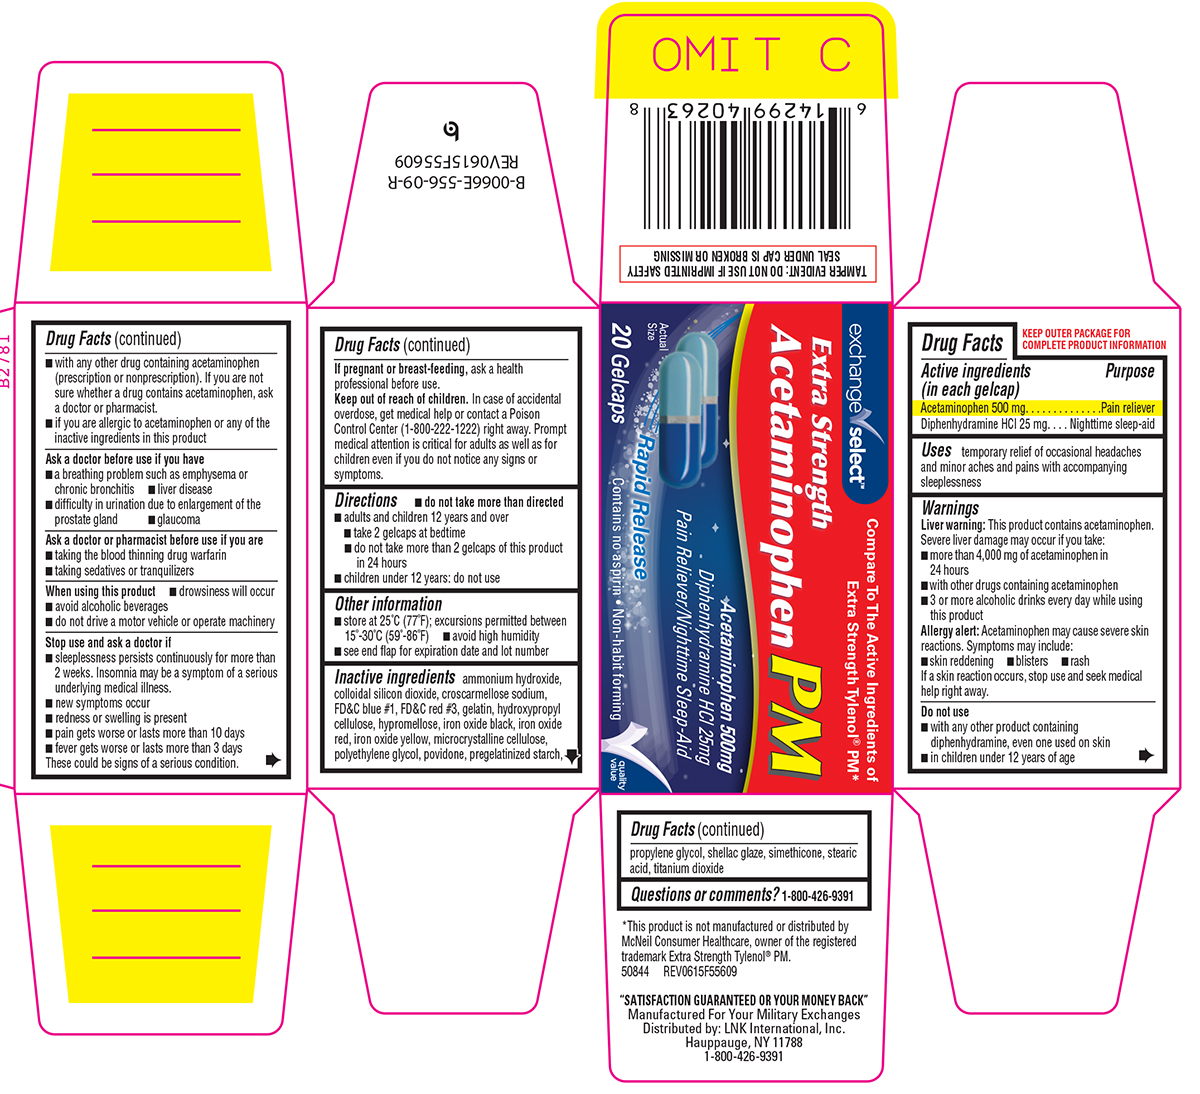 OMIT C
6 14299 40263 8
TAMPER EVIDENT: DO NOT USE IF IMPRINTED SAFETY
SEAL UNDER CAP IS BROKEN OR MISSING
B-0066E-556-09-R
REV0615F55609
b
B2781
Drug Facts (continued)
■ with any other drug containing acetaminophen
(prescription or nonprescription). If you are not
sure whether a drug contains acetaminophen, ask
a doctor or pharmacist.
■ if you are allergic to acetaminophen or any of the
inactive ingredients in this product
Ask a doctor before use if you have
■ a breathing problem such as emphysema or
chronic bronchitis ■ liver disease
■ difficulty in urination due to enlargement of the
prostate gland ■ glaucoma
Ask a doctor or pharmacist before use if you are
■ taking the blood thinning drug warfarin
■ taking sedatives or tranquilizers
When using this product ■ drowsiness will occur
■ avoid alcoholic beverages
■ do not drive a motor vehicle or operate machinery
Stop use and ask a doctor if
■ sleeplessness persists continuously for more than
2 weeks. Insomnia may be a symptom of a serious
underlying medical illness.
■ new symptoms occur
■ redness or swelling is present
■ pain gets worse or lasts more than 10 days
■ fever gets worse or lasts more than 3 days
These could be signs of a serious condition.
Drug Facts (continued)
If pregnant or breast-feeding, ask a health
professional before use.
Keep out of reach of children. In case of accidental
overdose, get medical help or contact a Poison
Control Center (1-800-222-1222) right away. Prompt
medical attention is critical for adults as well as for
children even if you do not notice any signs or
symptoms.
Directions ■ do not take more than directed
■ adults and children 12 years and over
■ take 2 gelcaps at bedtime
■ do not take more than 2 gelcaps of this product
in 24 hours
■ children under 12 years: do not use
Other information
■ store at 25˚C (77˚F); excursions permitted between
15˚-30˚C (59˚-86˚F) ■ avoid high humidity
■ see end flap for expiration date and lot number
Inactive ingredients ammonium hydroxide,
colloidal silicon dioxide, croscarmellose sodium,
FD&C blue #1, FD&C red #3, gelatin, hydroxypropyl
cellulose, hypromellose, iron oxide black, iron oxide
red, iron oxide yellow, microcrystalline cellulose,
polyethylene glycol, povidone, pregelatinized starch,
exchange select™
Compare To The Active Ingredients of
Extra Strength Tylenol® PM*
Extra Strength
Acetaminophen PM
Acetaminophen 500mg
Diphenhydramine HCl 25mg
Pain Reliever/Nighttime Sleep-Aid
Rapid Release
Contains no aspirin • Non-habit forming
Actual
Size
20 Gelcaps
quality
value
Drug Facts (continued)
propylene glycol, shellac glaze, simethicone, stearic
acid, titanium dioxide
Questions or comments? 1-800-426-9391
*This product is not manufactured or distributed by
McNeil Consumer Healthcare, owner of the registered
trademark Extra Strength Tylenol® PM.
50844 REV0615F55609
“SATISFACTION GUARANTEED OR YOUR MONEY BACK”
Manufactured For Your Military Exchanges
Distributed by: LNK International, Inc.
Hauppauge, NY 11788
1-800-426-9391
Drug Facts
KEEP OUTER PACKAGE FOR
COMPLETE PRODUCT INFORMATION
Active ingredients Purpose
(in each gelcap)
Acetaminophen 500 mg. . . . . . . . . . . . . Pain reliever
Diphenhydramine HCl 25 mg. . . . Nighttime sleep-aid
Uses temporary relief of occasional headaches
and minor aches and pains with accompanying
sleeplessness
Warnings
Liver warning: This product contains acetaminophen.
Severe liver damage may occur if you take:
■ more than 4,000 mg of acetaminophen in
24 hours
■ with other drugs containing acetaminophen
■ 3 or more alcoholic drinks every day while using
this product
Allergy alert: Acetaminophen may cause severe skin
reactions. Symptoms may include:
■ skin reddening ■ blisters ■ rash
If a skin reaction occurs, stop use and seek medical
help right away.
Do not use
■ with any other product containing
diphenhydramine, even one used on skin
■ in children under 12 years of age